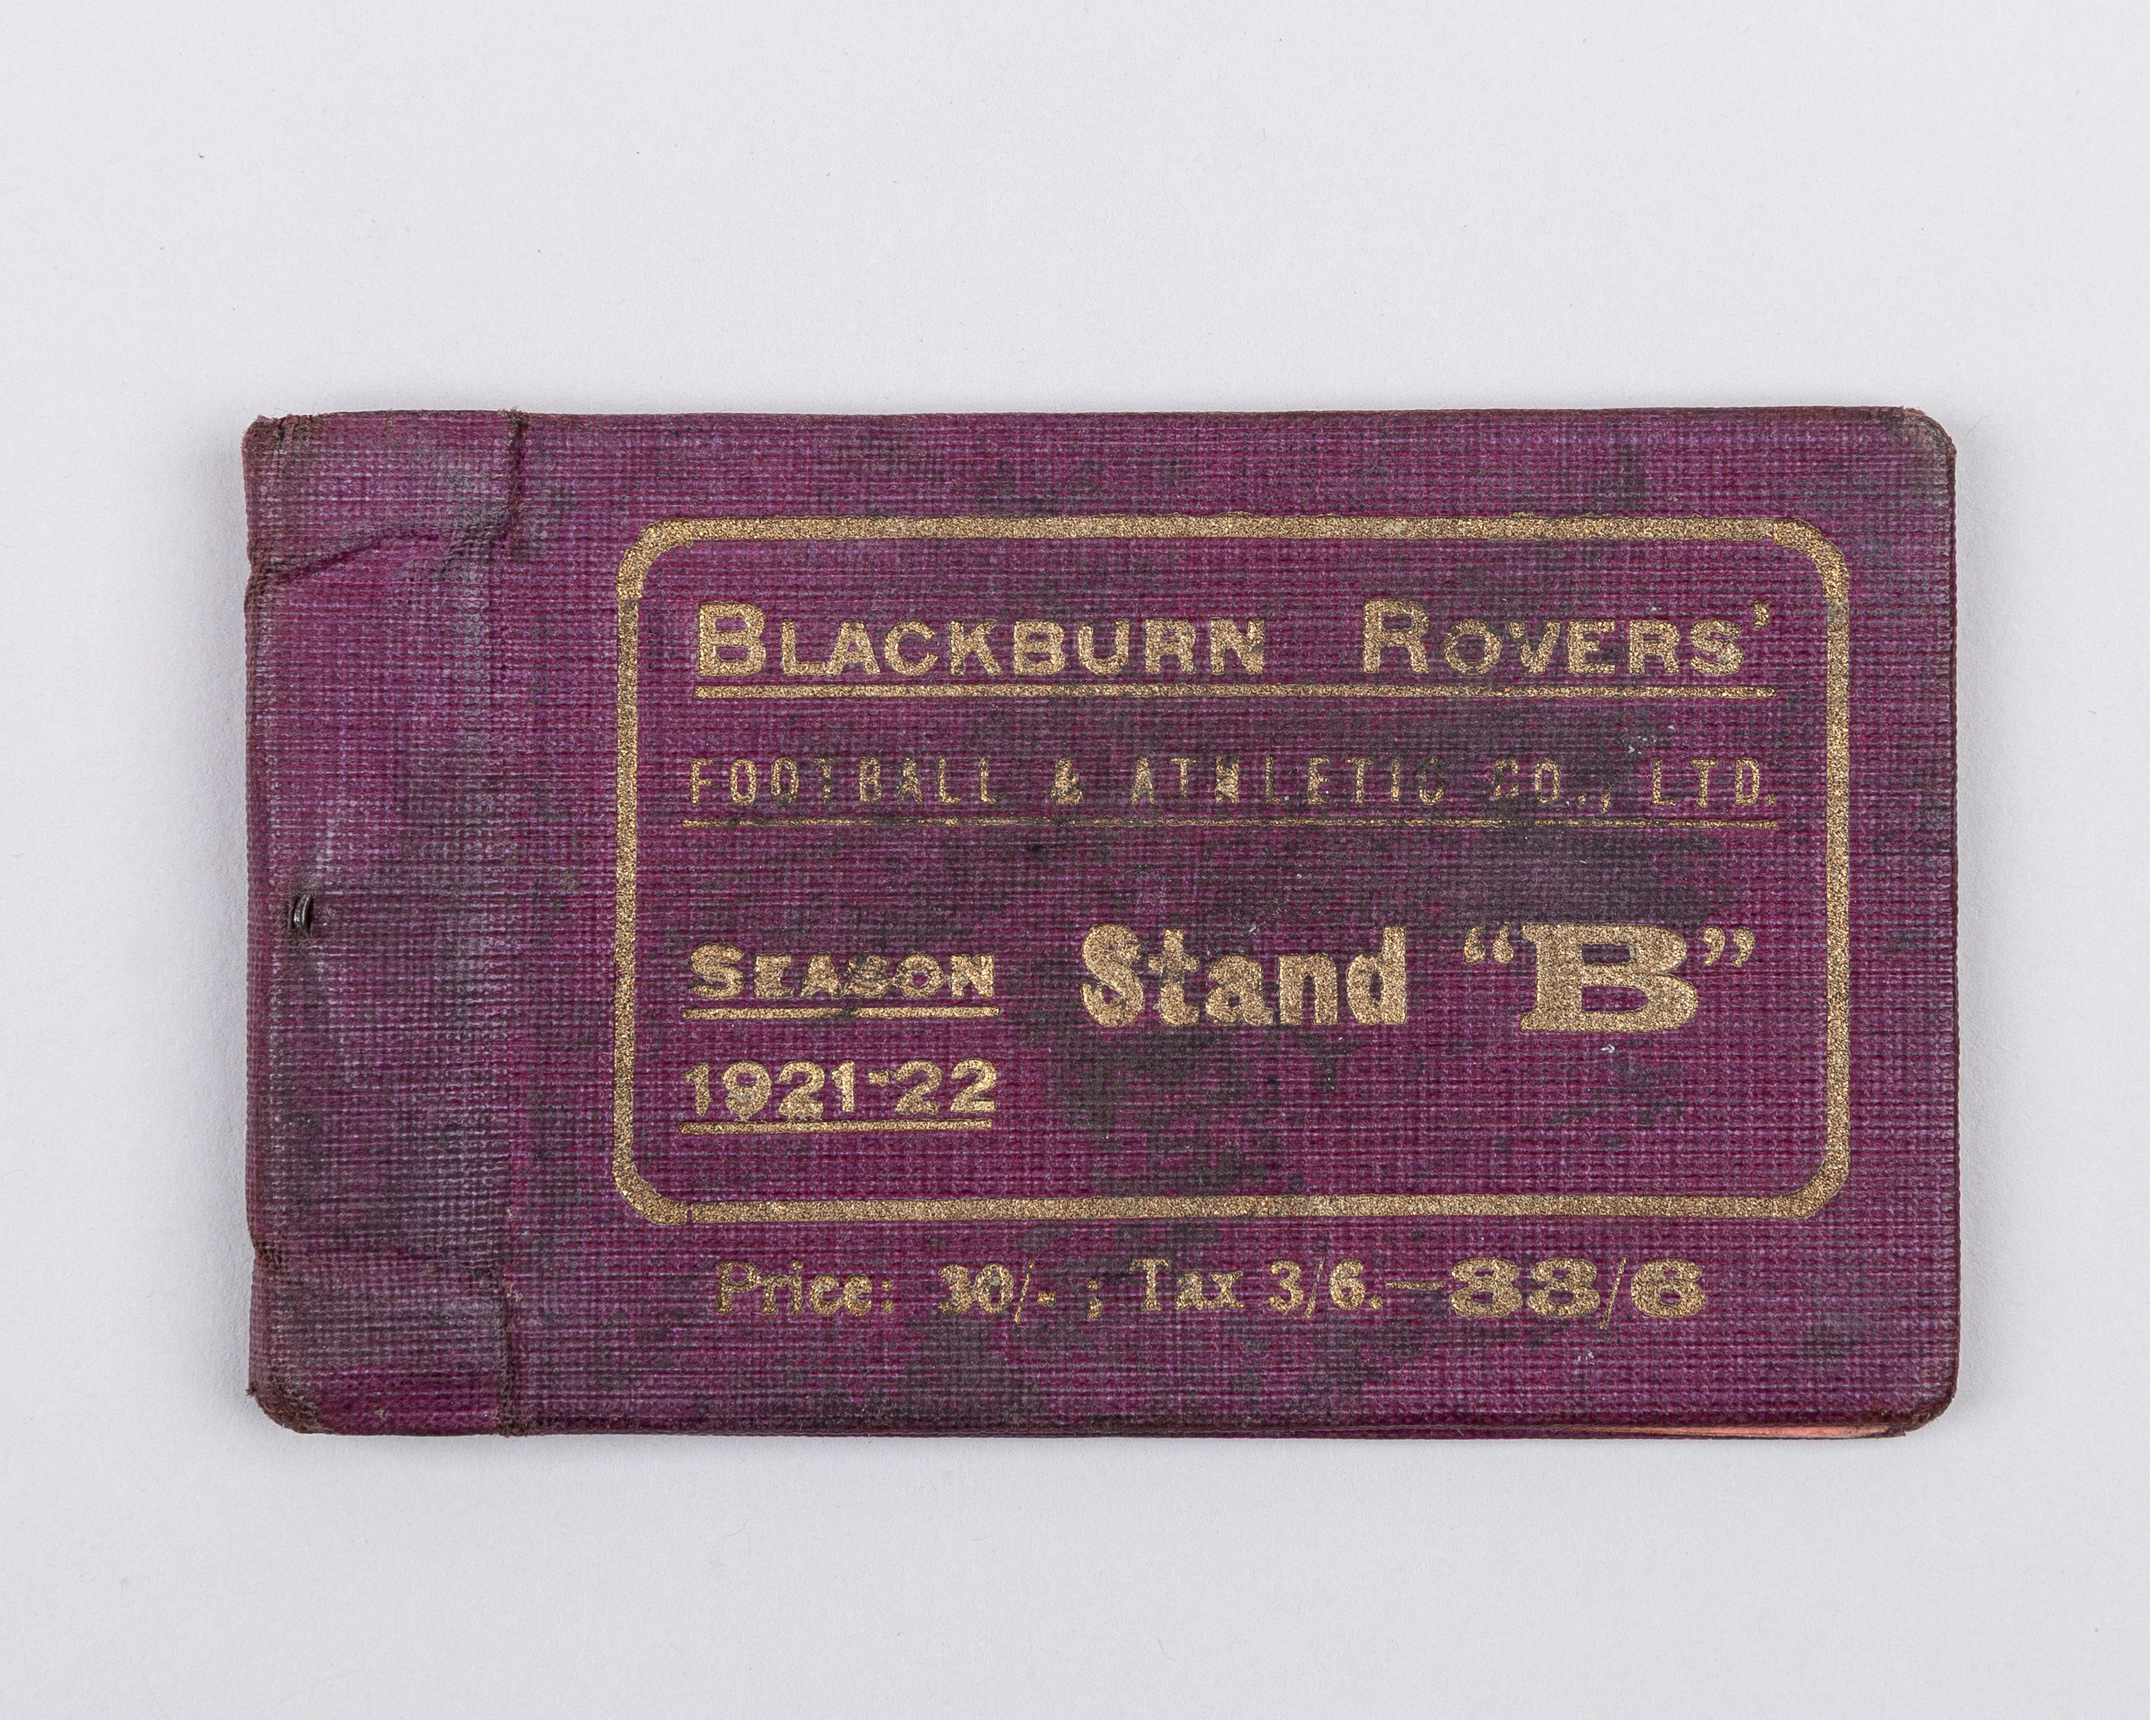 BLACKBURN ROVERS'
FOOTBALL & ATHLETIC CO., LTD.
SEASON Stand "B"
1921-22
Price: 30/- ; Tax 3/6.—33/6